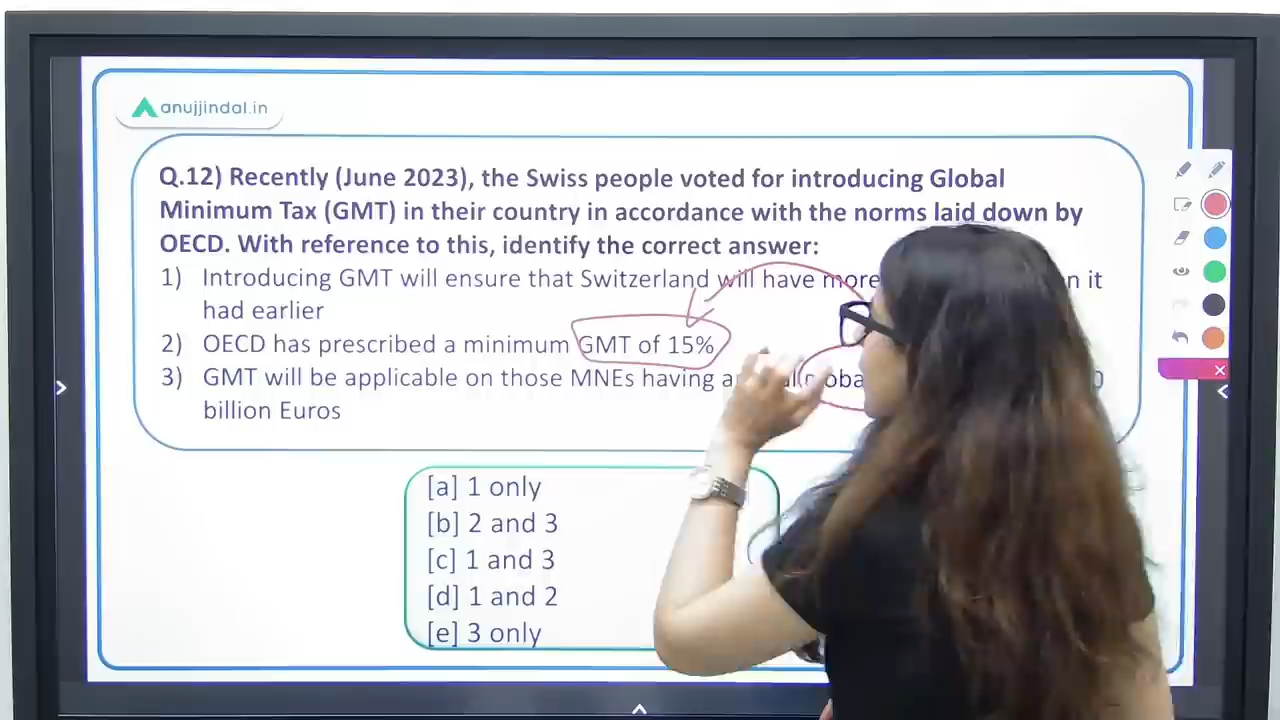 anujjindal.in
Q.12) Recently (June 2023), the Swiss people voted for introducing Global
Minimum Tax (GMT) in their country in accordance with the norms laid down by
OECD. With reference to this, identify the correct answer:
1) Introducing GMT will ensure that Switzerland will have more it
had earlier
2) OECD has prescribed a minimum GMT of 15%
3) GMT will be applicable on those MNEs having
billion Euros
[a] 1 only
[b] 2 and 3
[c] 1 and 3
[d] 1 and 2
[e] 3 only